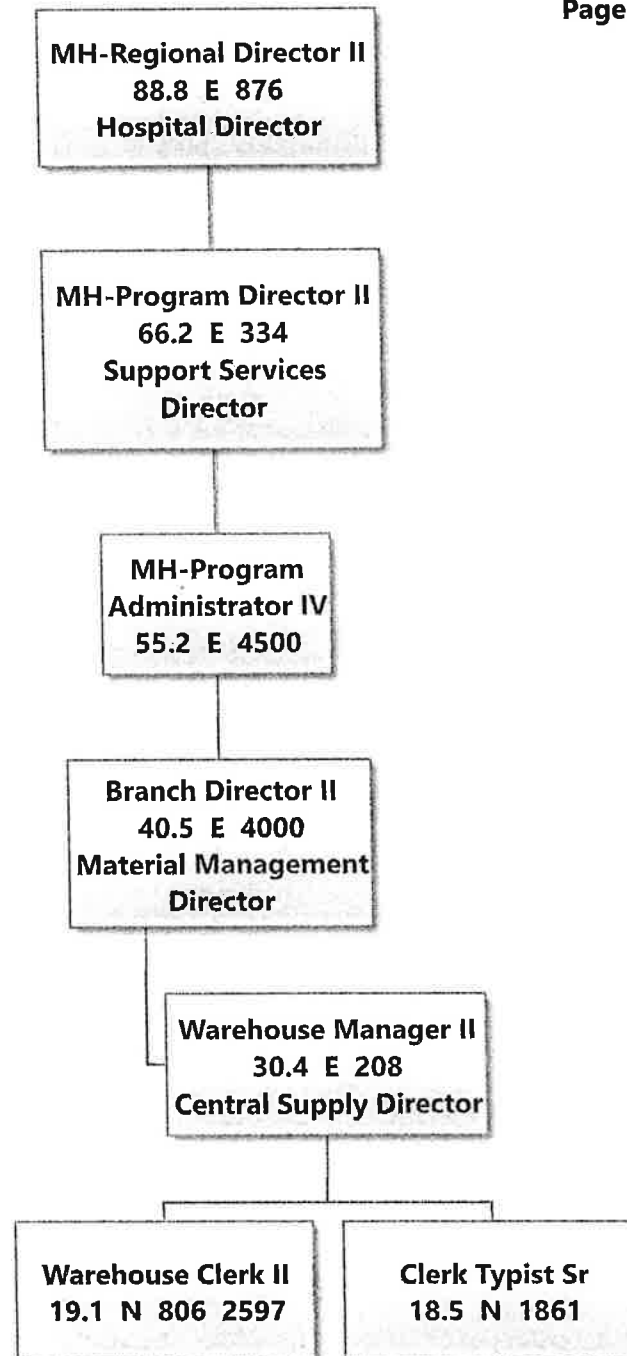 Page
MH-Regional Director II
88.8 E 876
Hospital Director
MH-Program Director II
66.2 E 334
Support Services
Director
MH-Program
Administrator IV
55.2 E 4500
Branch Director II
40.5 E 4000
Material Management
Director
Warehouse Manager II
30.4 E 208
Central Supply Director
Warehouse Clerk II
19.1 N 806 2597
Clerk Typist Sr
18.5 N 1861